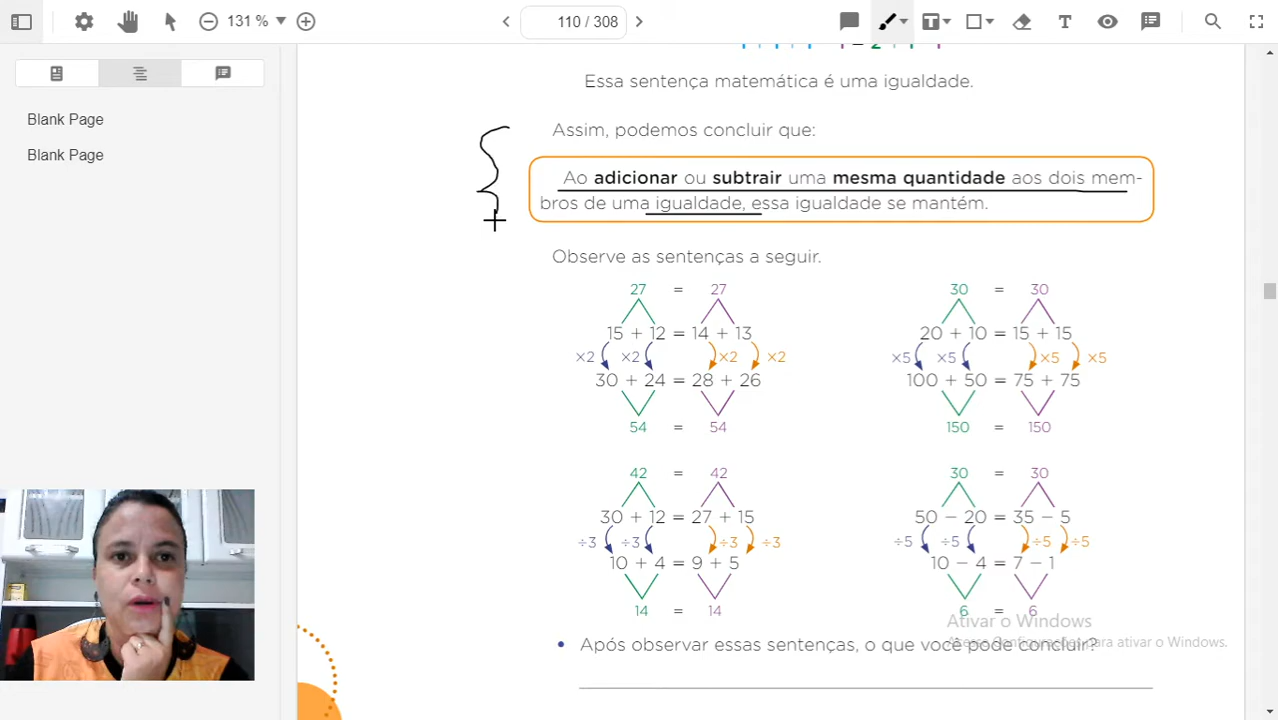 131 %
110 / 308
T
Blank Page
Blank Page
Essa sentença matemática é uma igualdade.
Assim, podemos concluir que:
Ao adicionar ou subtrair uma mesma quantidade aos dois mem-
bros de uma igualdade, essa igualdade se mantém.
Observe as sentenças a seguir.
27 = 27
15 + 12 = 14 + 13
×2 ×2 ×2 ×2
30 + 24 = 28 + 26
54 = 54
30 = 30
20 + 10 = 15 + 15
×5 ×5 ×5 ×5
100 + 50 = 75 + 75
150 = 150
42 = 42
30 + 12 = 27 + 15
÷3 ÷3 ÷3 ÷3
10 + 4 = 9 + 5
14 = 14
30 = 30
50 − 20 = 35 − 5
÷5 ÷5 ÷5 ÷5
10 − 4 = 7 − 1
6 = 6
Ativar o Windows
Acesse Configurações para ativar o Windows.
• Após observar essas sentenças, o que você pode concluir?